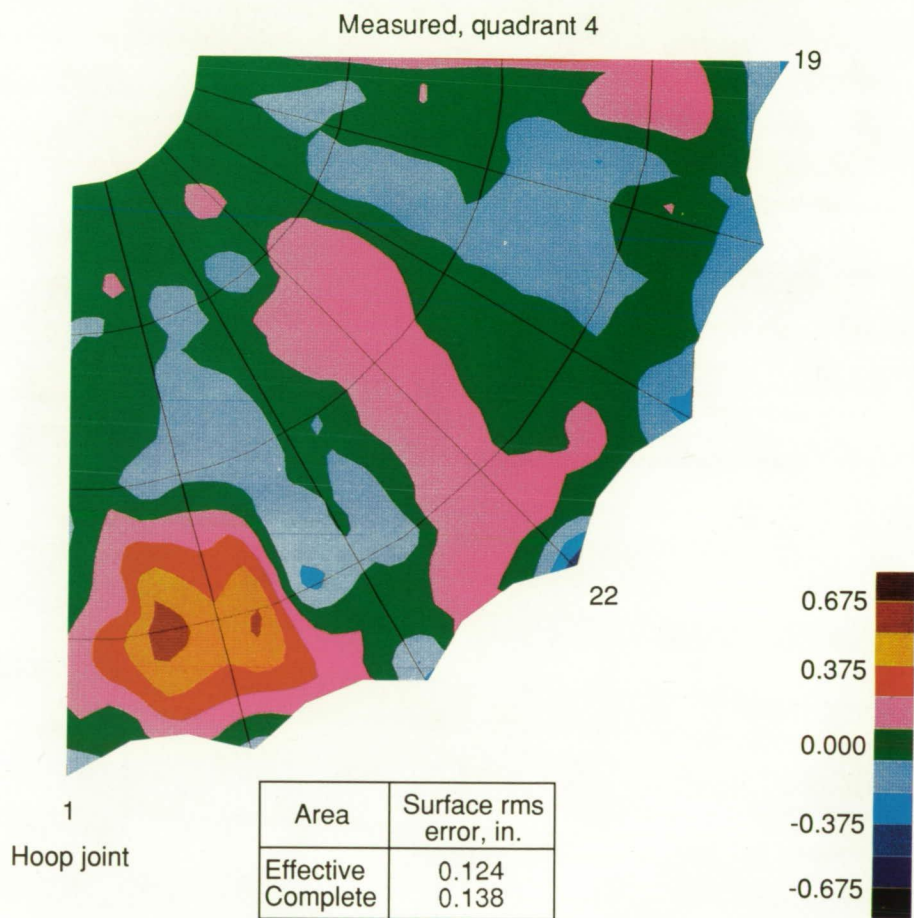 Measured, quadrant 4
19
22
0.675
0.375
0.000
-0.375
-0.675
1
Hoop joint
Area
Surface rms
error, in.
Effective 0.124
Complete 0.138